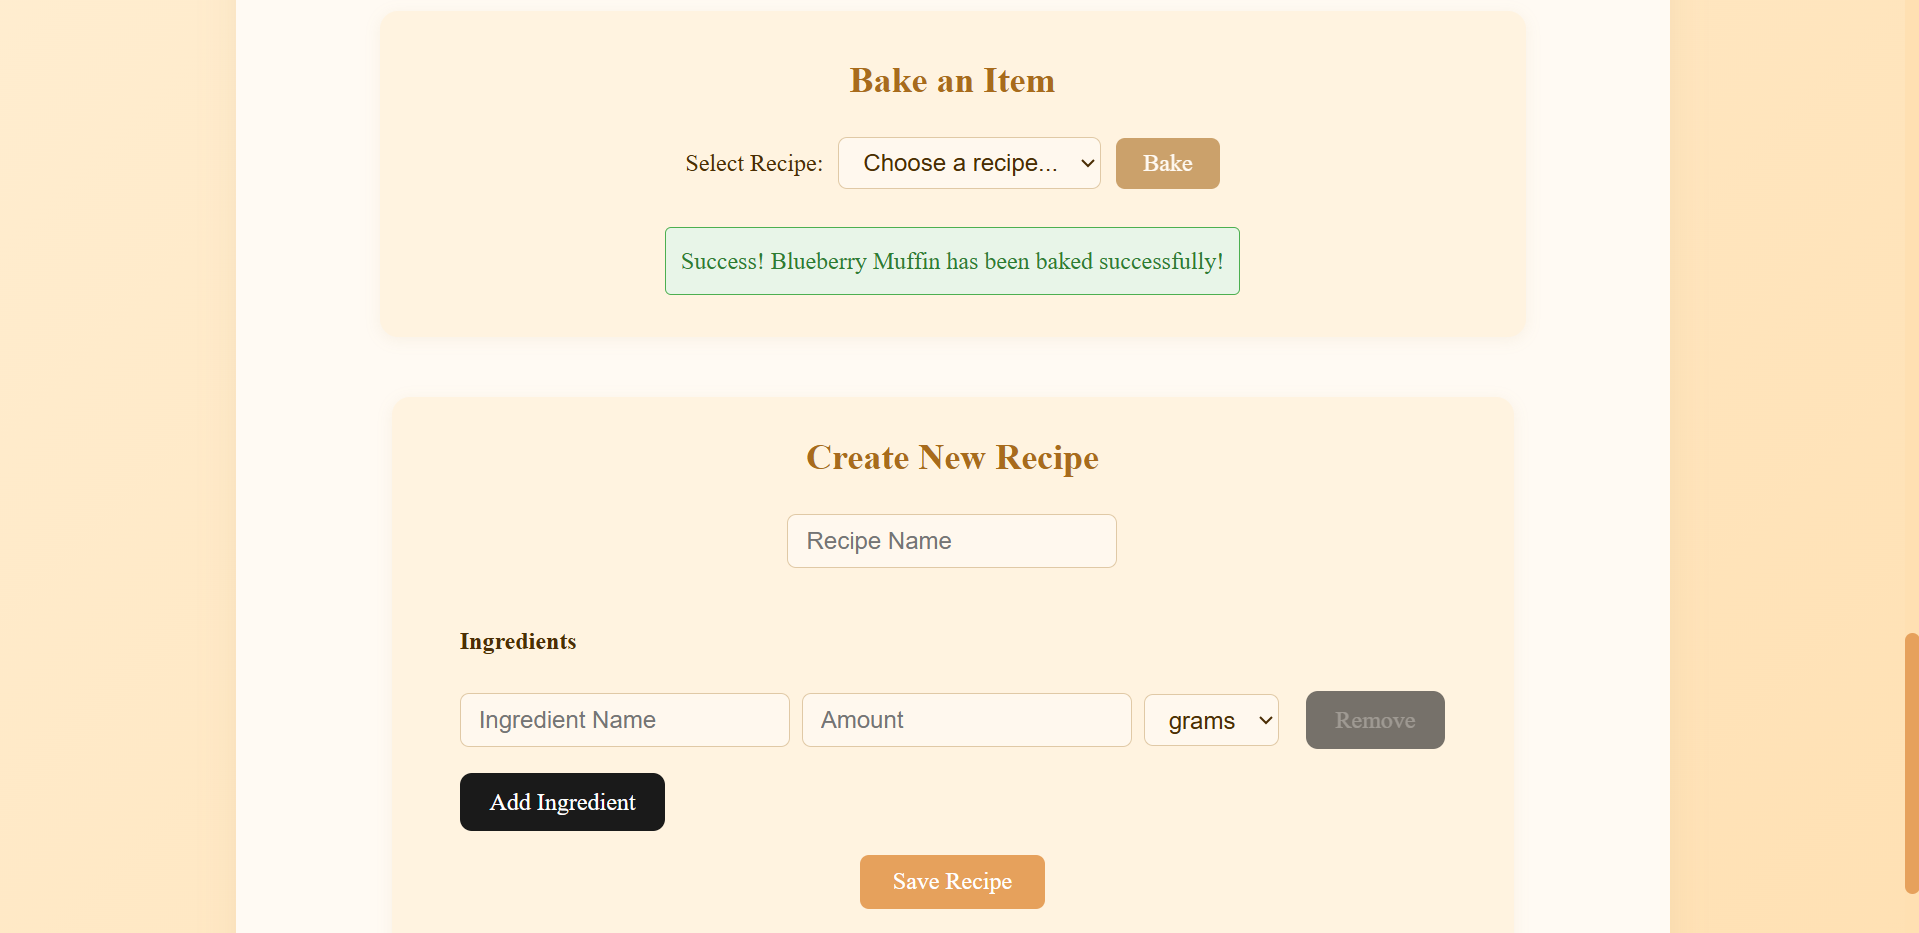 Bake an Item
Select Recipe: Choose a recipe... Bake
Success! Blueberry Muffin has been baked successfully!
Create New Recipe
Recipe Name
Ingredients
Ingredient Name Amount grams Remove
Add Ingredient
Save Recipe